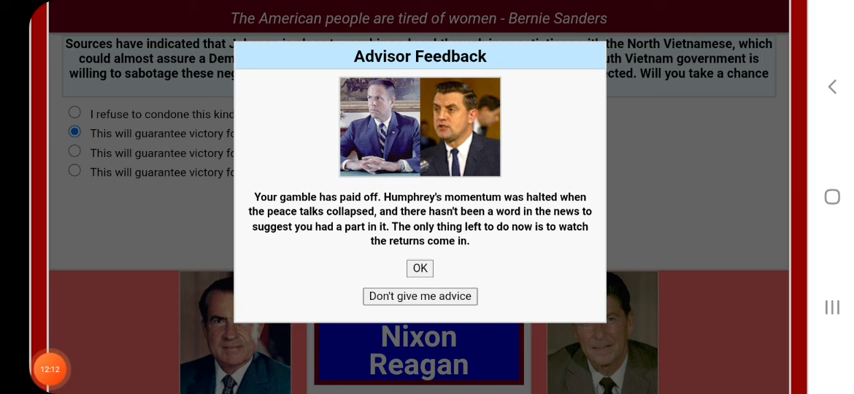 The American people are tired of women - Bernie Sanders
Sources have indicated that J
the North Vietnamese, which
could almost assure a Dem
uth Vietnam government is
willing to sabotage these neg
ected. Will you take a chance
Advisor Feedback
I refuse to condone this kind
This will guarantee victory fo
This will guarantee victory fo
This will guarantee victory fo
Your gamble has paid off. Humphrey's momentum was halted when
the peace talks collapsed, and there hasn't been a word in the news to
suggest you had a part in it. The only thing left to do now is to watch
the returns come in.
OK
Don't give me advice
Nixon
Reagan
12:12